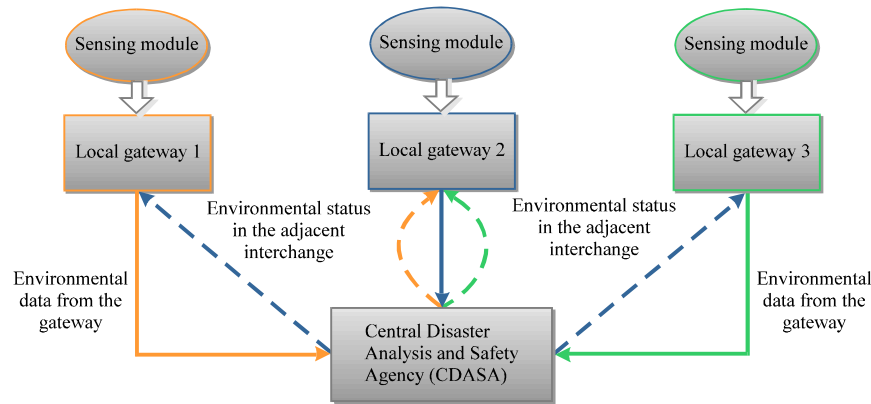 Sensing module
Sensing module
Sensing module
Local gateway 1
Local gateway 2
Local gateway 3
Environmental status
in the adjacent
interchange
Environmental status
in the adjacent
interchange
Environmental
data from the
gateway
Environmental
data from the
gateway
Central Disaster
Analysis and Safety
Agency (CDASA)